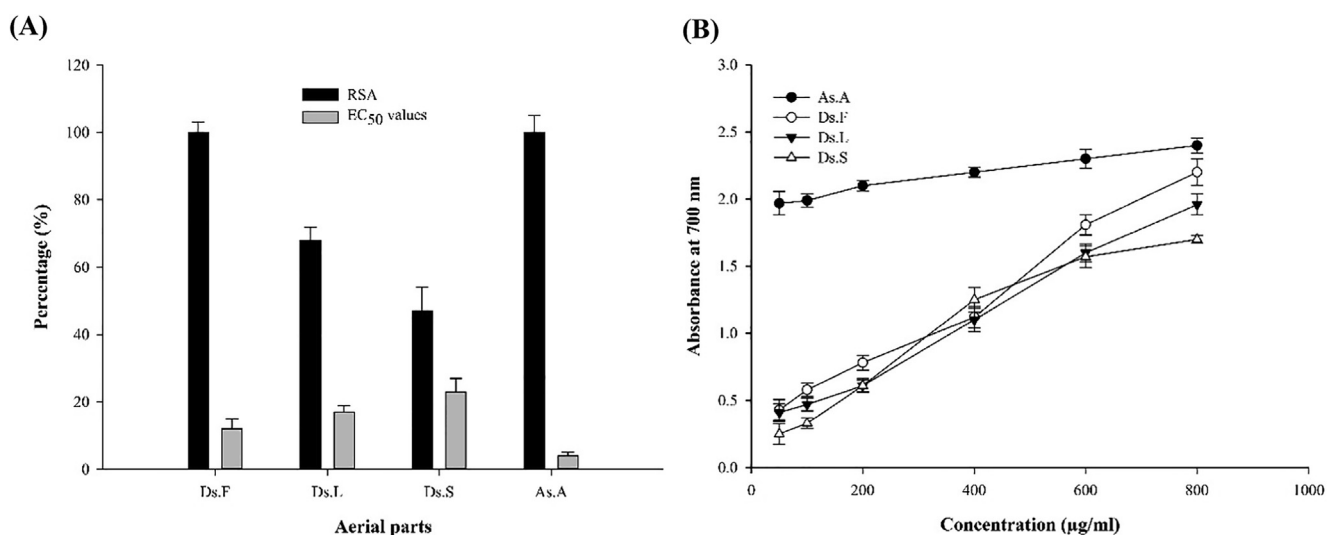 (A)
120
100
80
60
40
20
0
Percentage (%)
RSA
EC50 values
Ds.F Ds.L Ds.S As.A
Aerial parts
(B)
3.0
2.5
2.0
1.5
1.0
0.5
0.0
Absorbance at 700 nm
As.A
Ds.F
Ds.L
Ds.S
0 200 400 600 800 1000
Concentration (µg/ml)